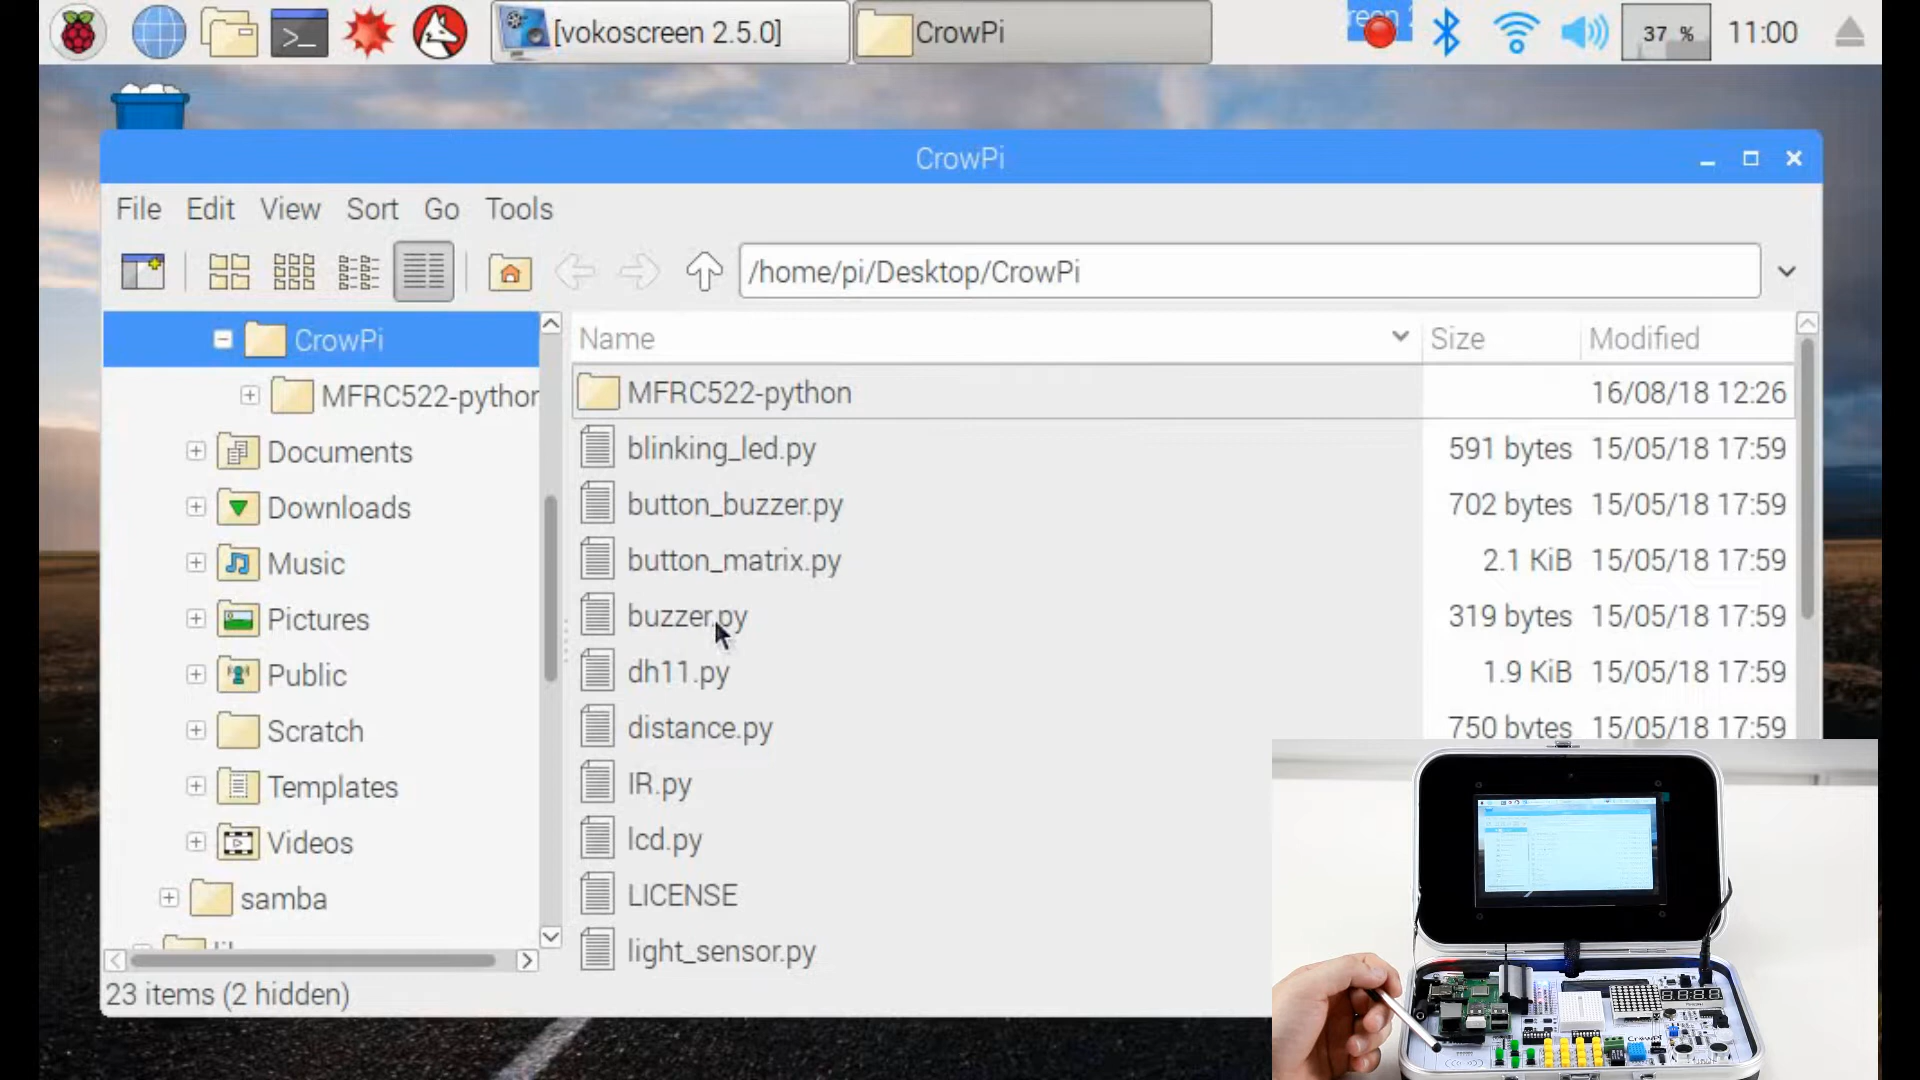 [vokoscreen 2.5.0]
CrowPi
37 %
11:00
CrowPi
File Edit View Sort Go Tools
/home/pi/Desktop/CrowPi
CrowPi
MFRC522-python
Documents
Downloads
Music
Pictures
Public
Scratch
Templates
Videos
samba
Name Size Modified
MFRC522-python 16/08/18 12:26
blinking_led.py 591 bytes 15/05/18 17:59
button_buzzer.py 702 bytes 15/05/18 17:59
button_matrix.py 2.1 KiB 15/05/18 17:59
buzzer.py 319 bytes 15/05/18 17:59
dh11.py 1.9 KiB 15/05/18 17:59
distance.py 750 bytes 15/05/18 17:59
IR.py
lcd.py
LICENSE
light_sensor.py
23 items (2 hidden)
CrowPi